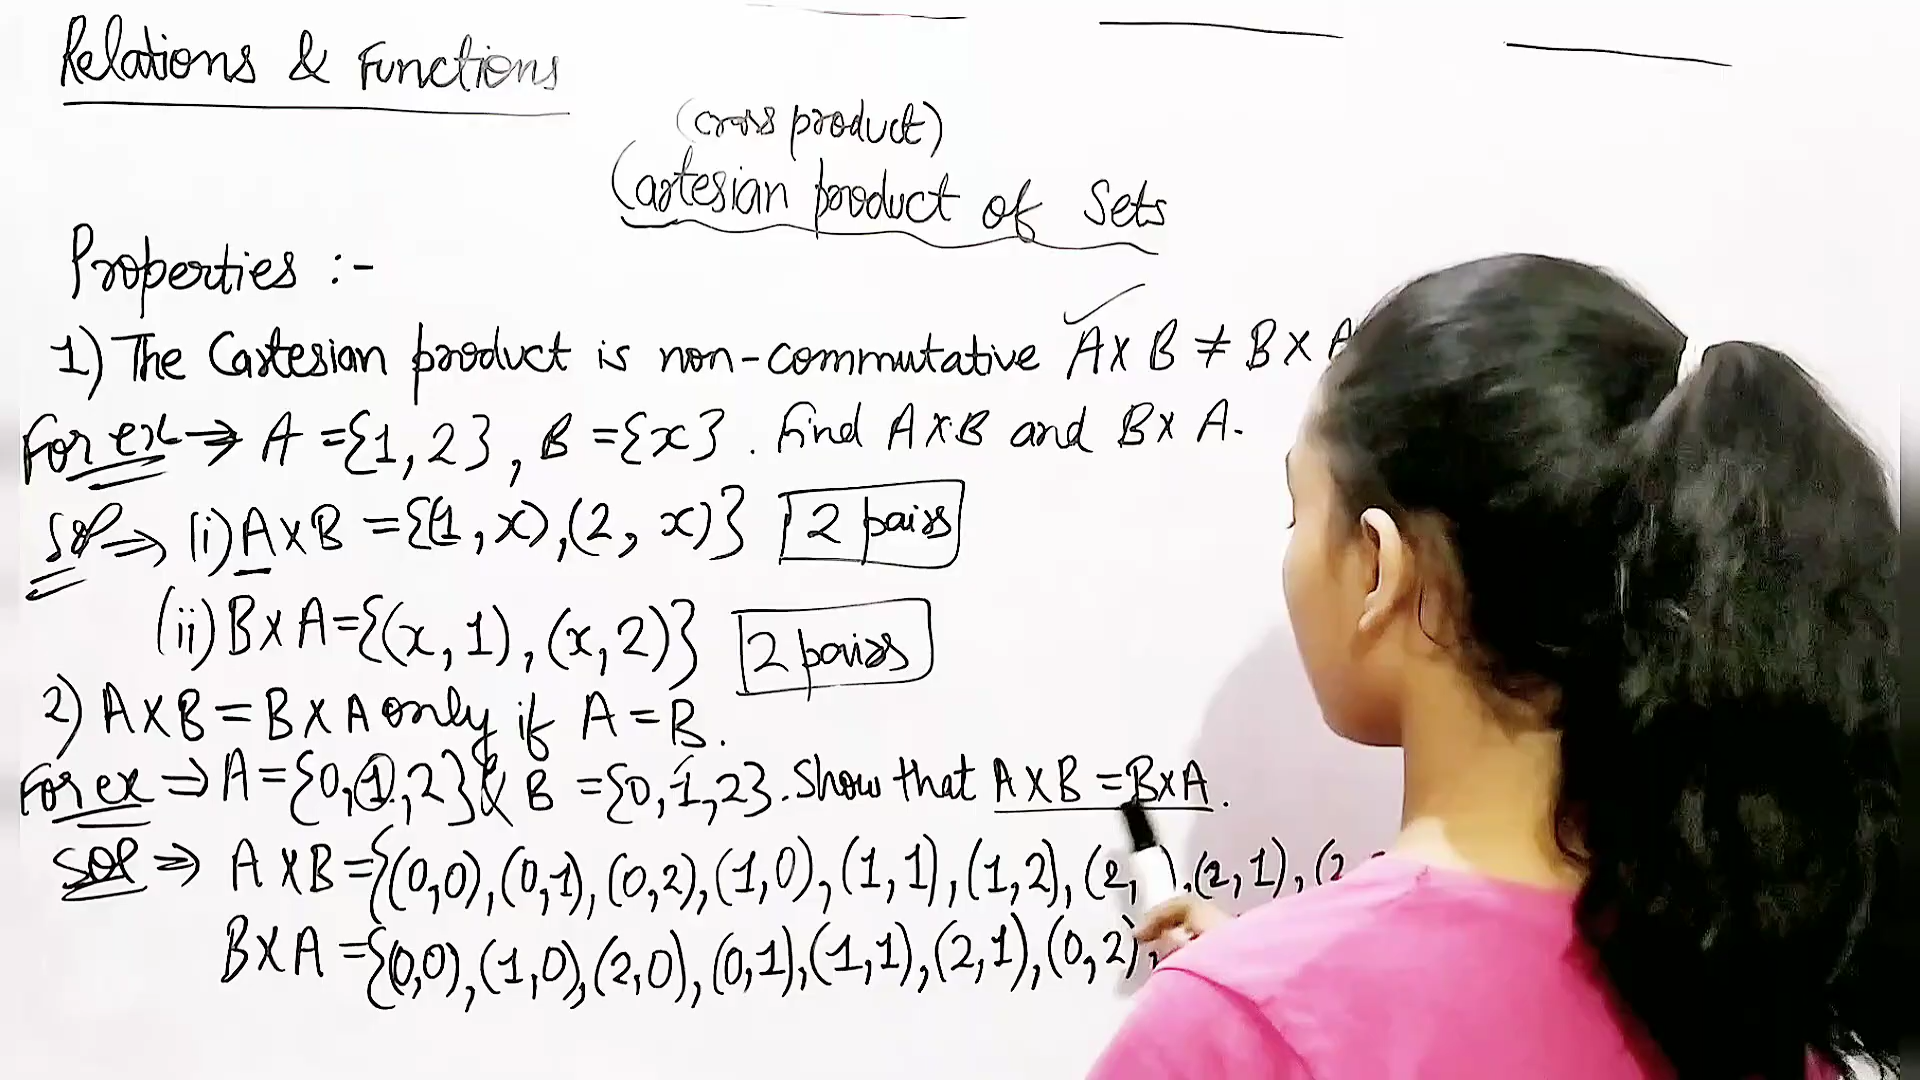 Relations & Functions
(cross product)
Cartesian product of Sets
Properties :-
1) The Cartesian product is non-commutative A×B ≠ B×A
For ex ⇒ A = {1, 2}, B = {x}. Find A×B and B×A.
Sol ⇒ (i) A×B = {(1, x), (2, x)} 2 pairs
(ii) B×A = {(x, 1), (x, 2)} 2 pairs
2) A×B = B×A only if A = B.
For ex ⇒ A = {0, 1, 2} & B = {0, 1, 2}. Show that A×B = B×A.
Sol ⇒ A×B = {(0,0), (0,1), (0,2), (1,0), (1,1), (1,2), (2, ), (2,1), (2
B×A = {(0,0), (1,0), (2,0), (0,1), (1,1), (2,1), (0,2),